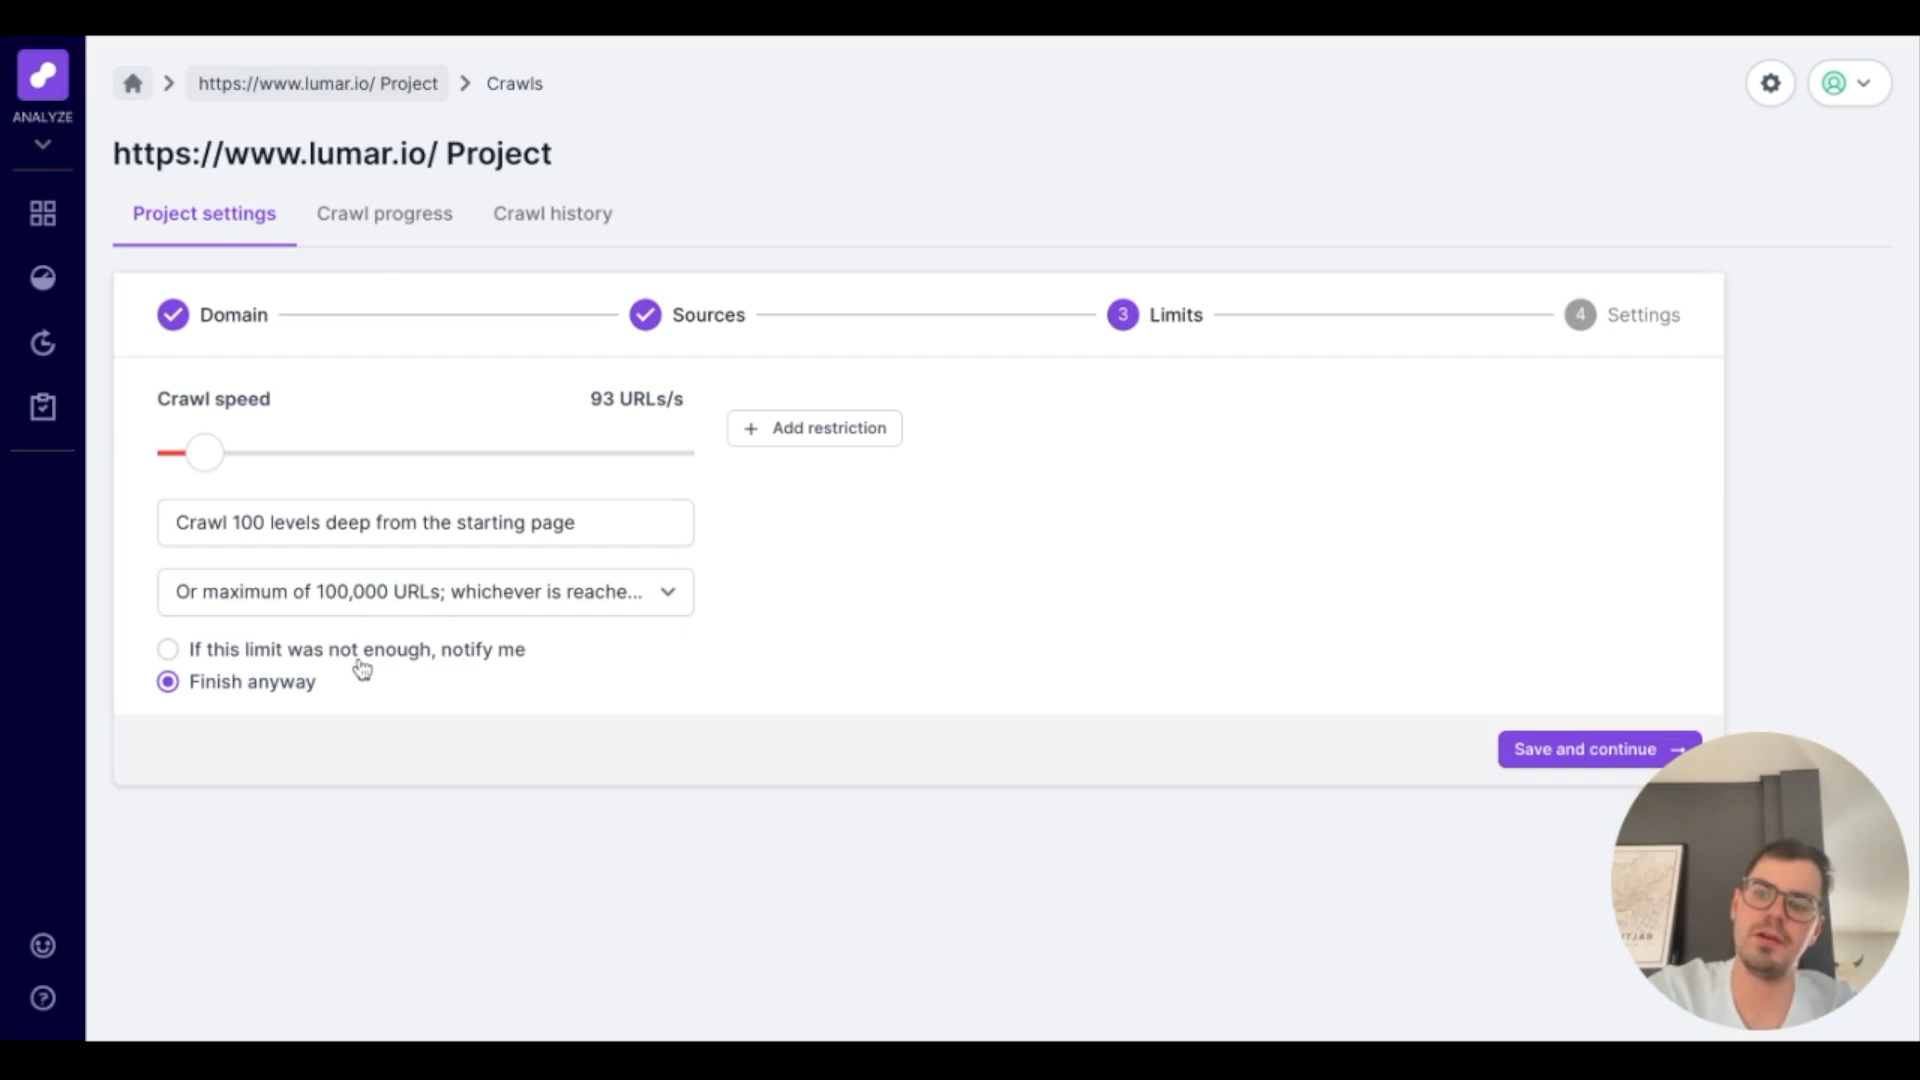 ANALYZE
https://www.lumar.io/ Project
Crawls
https://www.lumar.io/ Project
Project settings
Crawl progress
Crawl history
Domain
Sources
3
Limits
4
Settings
Crawl speed
93 URLs/s
Add restriction
Crawl 100 levels deep from the starting page
Or maximum of 100,000 URLs; whichever is reache...
If this limit was not enough, notify me
Finish anyway
Save and continue